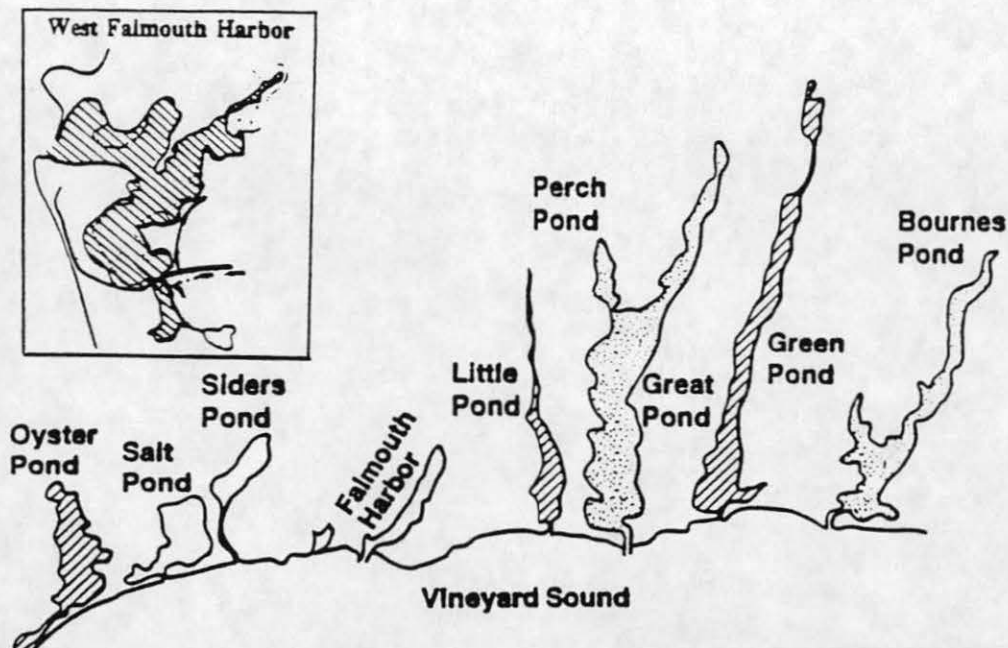 West Falmouth Harbor
Perch
Pond
Bournes
Pond
Siders
Pond
Little
Pond
Great
Pond
Green
Pond
Oyster
Pond
Salt
Pond
Falmouth
Harbor
Vineyard Sound